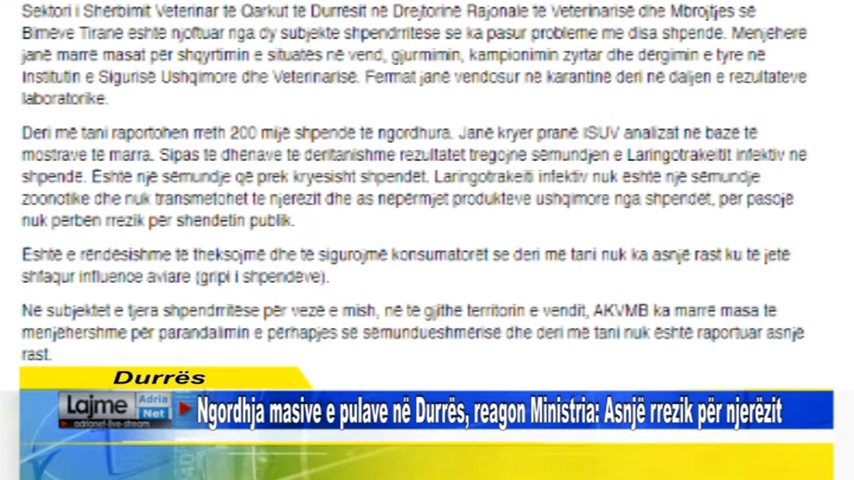 Sektori i Shërbimit Veterinar të Qarkut të Durrësit në Drejtorinë Rajonale të Veterinarisë dhe Mbrojtjes së
Bimëve Tiranë është njoftuar nga dy subjekte shpendrritëse se ka pasur probleme me disa shpendë. Menjëherë
janë marrë masat për shqyrtimin e situatës në vend, gjurmimin, kampionimin zyrtar dhe dërgimin e tyre në
Institutin e Sigurisë Ushqimore dhe Veterinarisë. Fermat janë vendosur në karantinë deri në daljen e rezultateve
laboratorike.
Deri më tani raportohen rreth 200 mijë shpendë të ngordhura. Janë kryer pranë ISUV analizat në bazë të
mostrave të marra. Sipas të dhënave të deritanishme rezultatet tregojnë sëmundjen e Laringotrakeitit infektiv në
shpendë. Është një sëmundje që prek kryesisht shpendët. Laringotrakeiti infektiv nuk është një sëmundje
zoonotike dhe nuk transmetohet te njerëzit dhe as nëpërmjet produkteve ushqimore nga shpendët, për pasojë
nuk përbën rrezik për shendetin publik.
Është e rëndësishme të theksojmë dhe të sigurojmë konsumatorët se deri më tani nuk ka asnjë rast ku të jetë
shfaqur influence aviare (gripi i shpendëve).
Në subjektet e tjera shpendrritëse për vezë e mish, në të gjithë territorin e vendit, AKVMB ka marrë masa të
menjëhershme për parandalimin e përhapjes së sëmundueshmërisë dhe deri më tani nuk është raportuar asnjë
rast.
Durrës
Lajme Adria Net
adrianet-live-stream
Ngordhja masive e pulave në Durrës, reagon Ministria: Asnjë rrezik për njerëzit